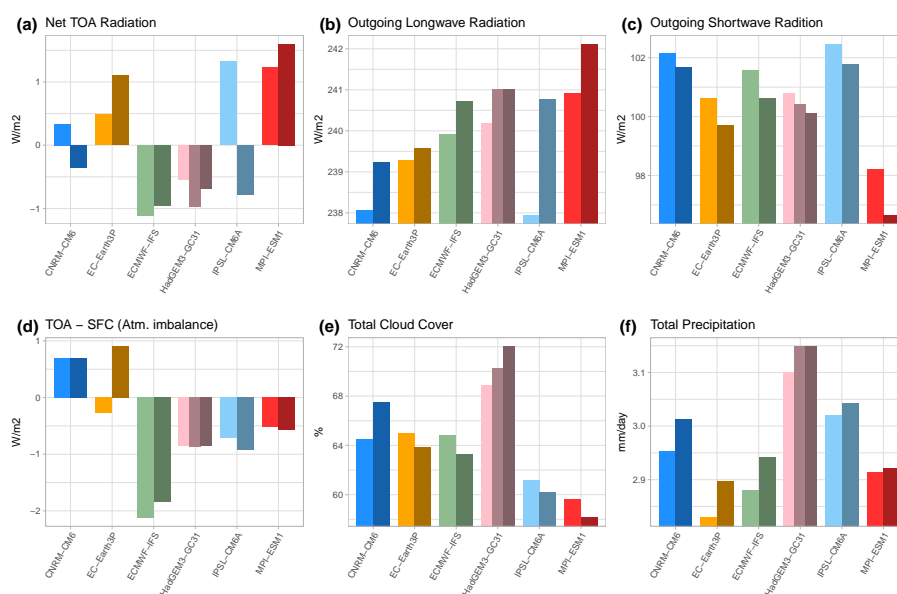 (a) Net TOA Radiation
W/m2
1
0
−1
CNRM−CM6
EC−Earth3P
ECMWF−IFS
HadGEM3−GC31
IPSL−CM6A
MPI−ESM1
(b) Outgoing Longwave Radiation
W/m2
242
241
240
239
238
CNRM−CM6
EC−Earth3P
ECMWF−IFS
HadGEM3−GC31
IPSL−CM6A
MPI−ESM1
(c) Outgoing Shortwave Radition
W/m2
102
100
98
CNRM−CM6
EC−Earth3P
ECMWF−IFS
HadGEM3−GC31
IPSL−CM6A
MPI−ESM1
(d) TOA − SFC (Atm. imbalance)
W/m2
1
0
−1
−2
CNRM−CM6
EC−Earth3P
ECMWF−IFS
HadGEM3−GC31
IPSL−CM6A
MPI−ESM1
(e) Total Cloud Cover
%
72
68
64
60
CNRM−CM6
EC−Earth3P
ECMWF−IFS
HadGEM3−GC31
IPSL−CM6A
MPI−ESM1
(f) Total Precipitation
mm/day
3.1
3.0
2.9
CNRM−CM6
EC−Earth3P
ECMWF−IFS
HadGEM3−GC31
IPSL−CM6A
MPI−ESM1